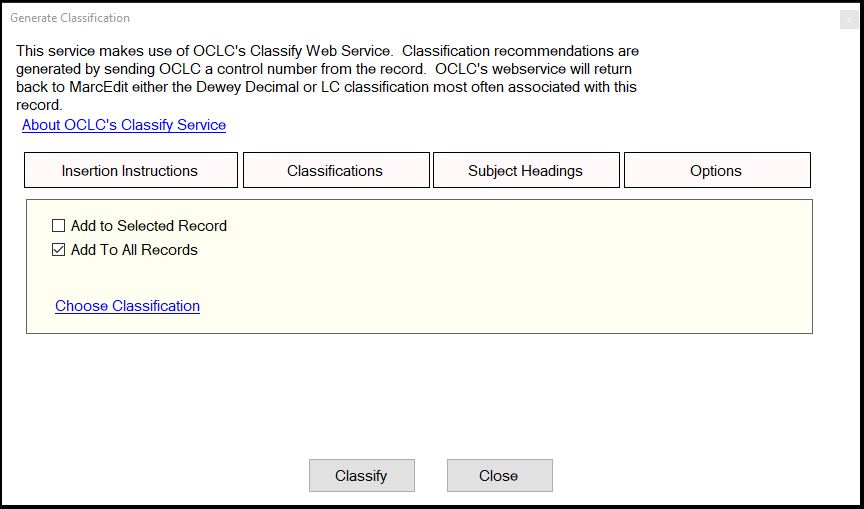 Generate Classification
This service makes use of OCLC's Classify Web Service.  Classification recommendations are
generated by sending OCLC a control number from the record.  OCLC's webservice will return
back to MarcEdit either the Dewey Decimal or LC classification most often associated with this
record.
About OCLC's Classify Service
Insertion Instructions
Classifications
Subject Headings
Options
Add to Selected Record
Add To All Records
Choose Classification
Classify
Close